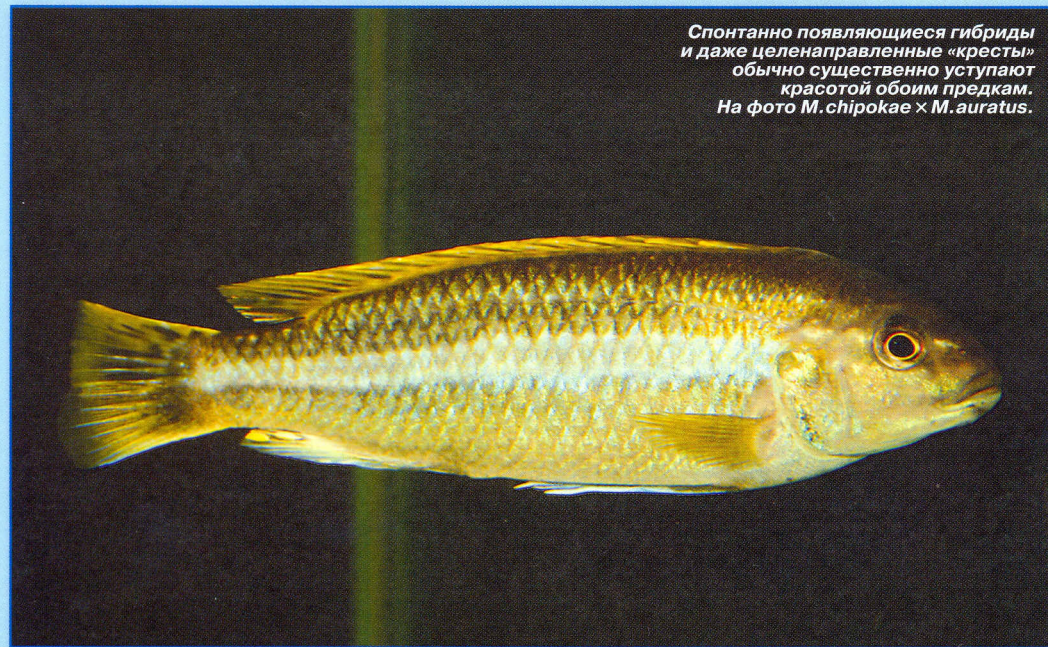 Спонтанно появляющиеся гибриды
и даже целенаправленные «кресты»
обычно существенно уступают
красотой обоим предкам.
На фото M.chipokae × M.auratus.